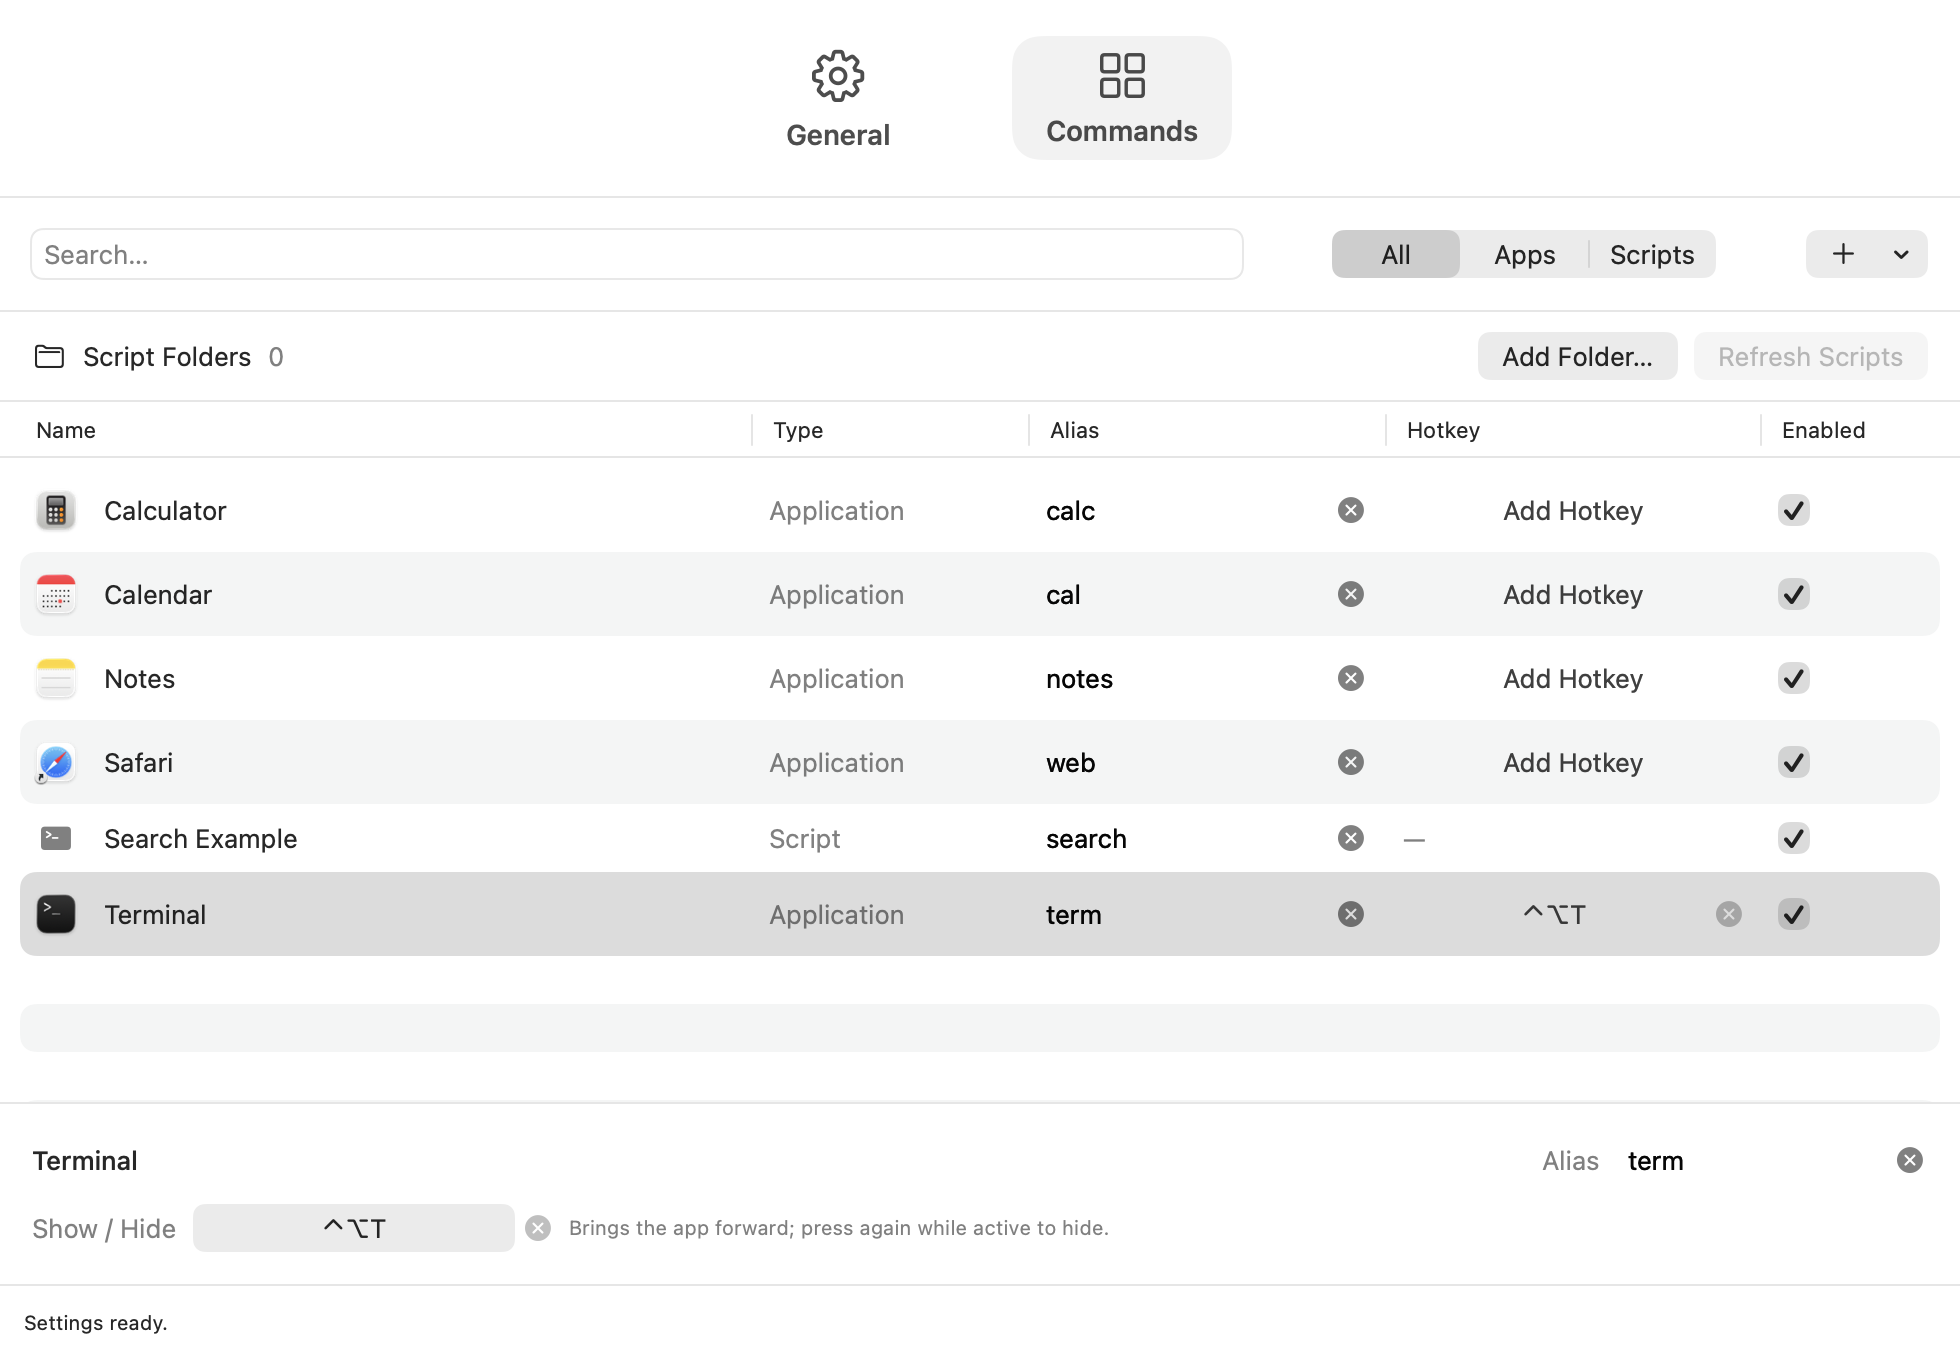 General
Commands
Search...
All Apps Scripts
Script Folders 0
Add Folder... Refresh Scripts
Name Type Alias Hotkey Enabled
Calculator Application calc Add Hotkey
Calendar Application cal Add Hotkey
Notes Application notes Add Hotkey
Safari Application web Add Hotkey
Search Example Script search —
Terminal Application term ⌃⌥T
Terminal Alias term
Show / Hide ⌃⌥T Brings the app forward; press again while active to hide.
Settings ready.